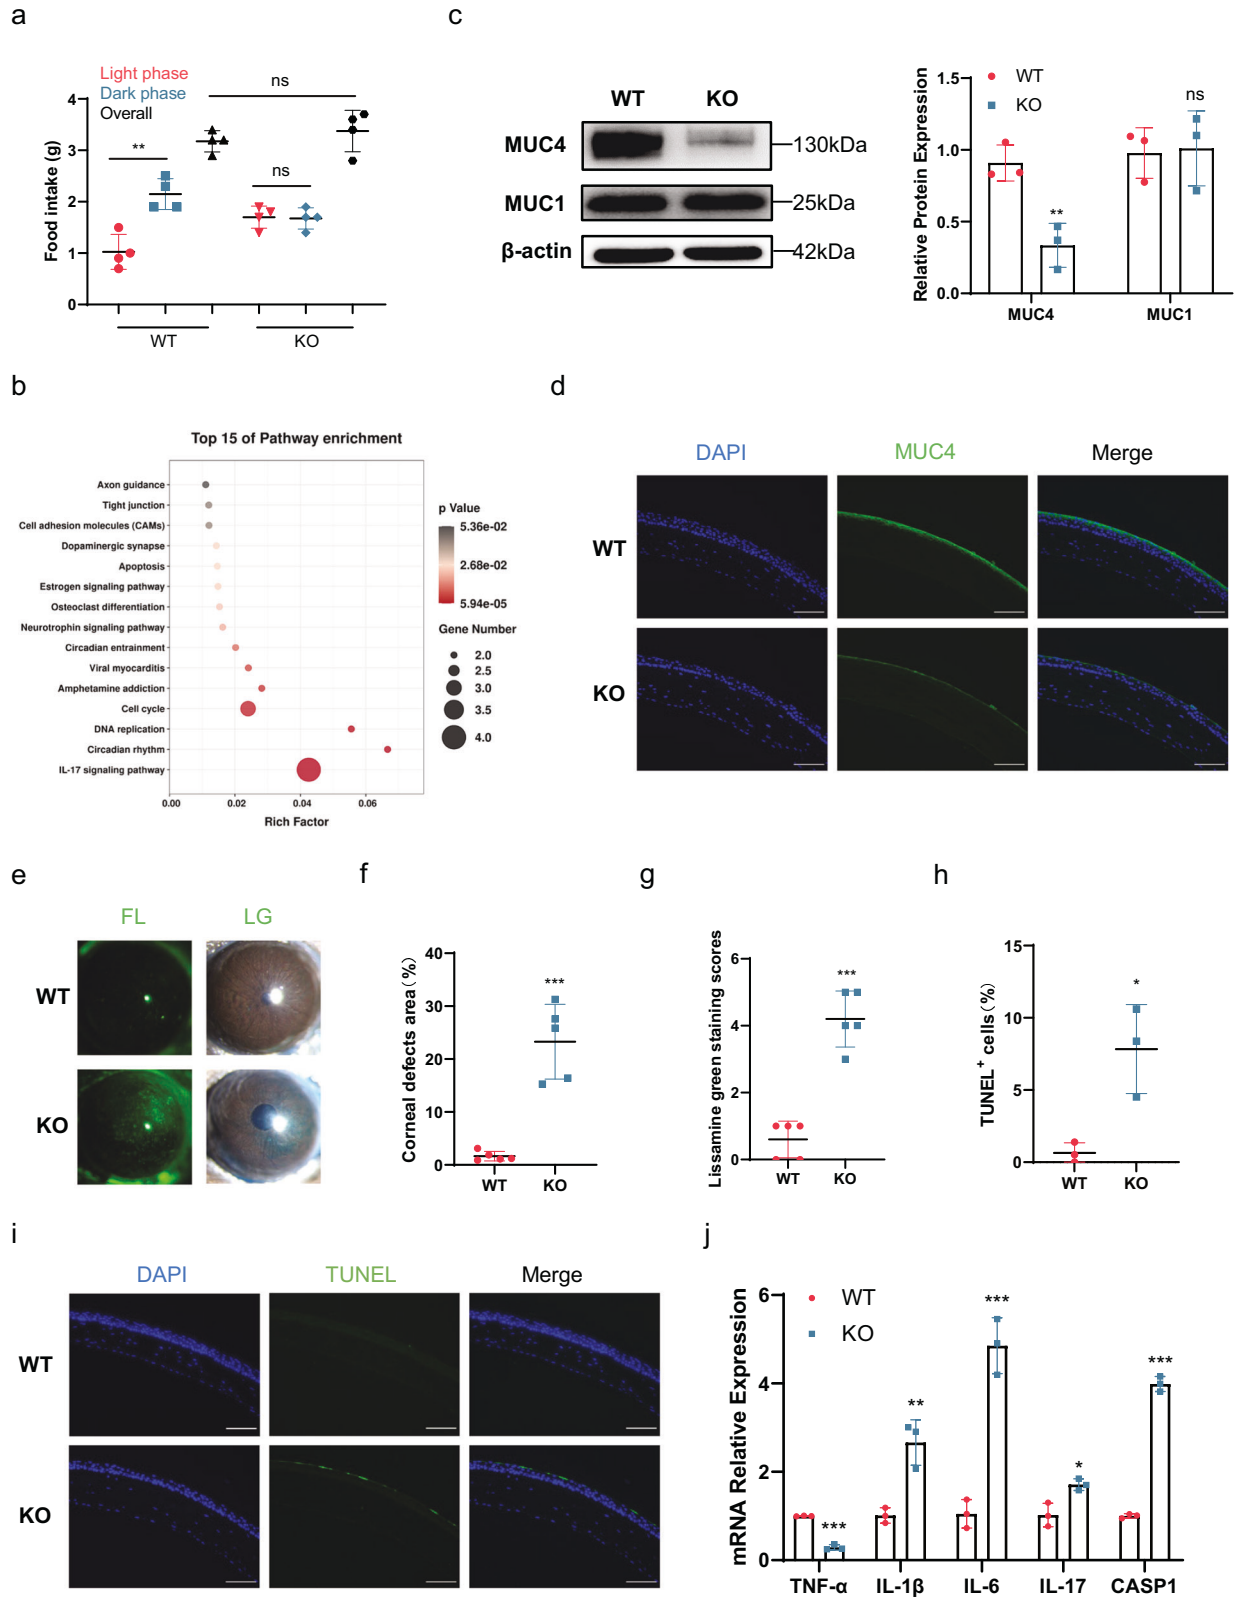 a
Light phase
Dark phase
Overall
Food intake (g)
4
3
2
1
0
**
ns
ns
WT
KO
c
WT
KO
MUC4
130kDa
MUC1
25kDa
β-actin
42kDa
Relative Protein Expression
1.5
1.0
0.5
0.0
WT
KO
**
ns
MUC4
MUC1
b
Top 15 of Pathway enrichment
Axon guidance
Tight junction
Cell adhesion molecules (CAMs)
Dopaminergic synapse
Apoptosis
Estrogen signaling pathway
Osteoclast differentiation
Neurotrophin signaling pathway
Circadian entrainment
Viral myocarditis
Amphetamine addiction
Cell cycle
DNA replication
Circadian rhythm
IL-17 signaling pathway
0.00 0.02 0.04 0.06
Rich Factor
p Value
5.36e-02
2.68e-02
5.94e-05
Gene Number
2.0
2.5
3.0
3.5
4.0
d
DAPI MUC4 Merge
WT
KO
e
FL LG
WT
KO
f
Corneal defects area(%)
40
30
20
10
0
***
WT KO
g
Lissamine green staining scores
6
4
2
0
***
WT KO
h
TUNEL+ cells(%)
15
10
5
0
*
WT KO
i
DAPI TUNEL Merge
WT
KO
j
mRNA Relative Expression
6
4
2
0
WT
KO
***
**
***
*
***
TNF-α IL-1β IL-6 IL-17 CASP1